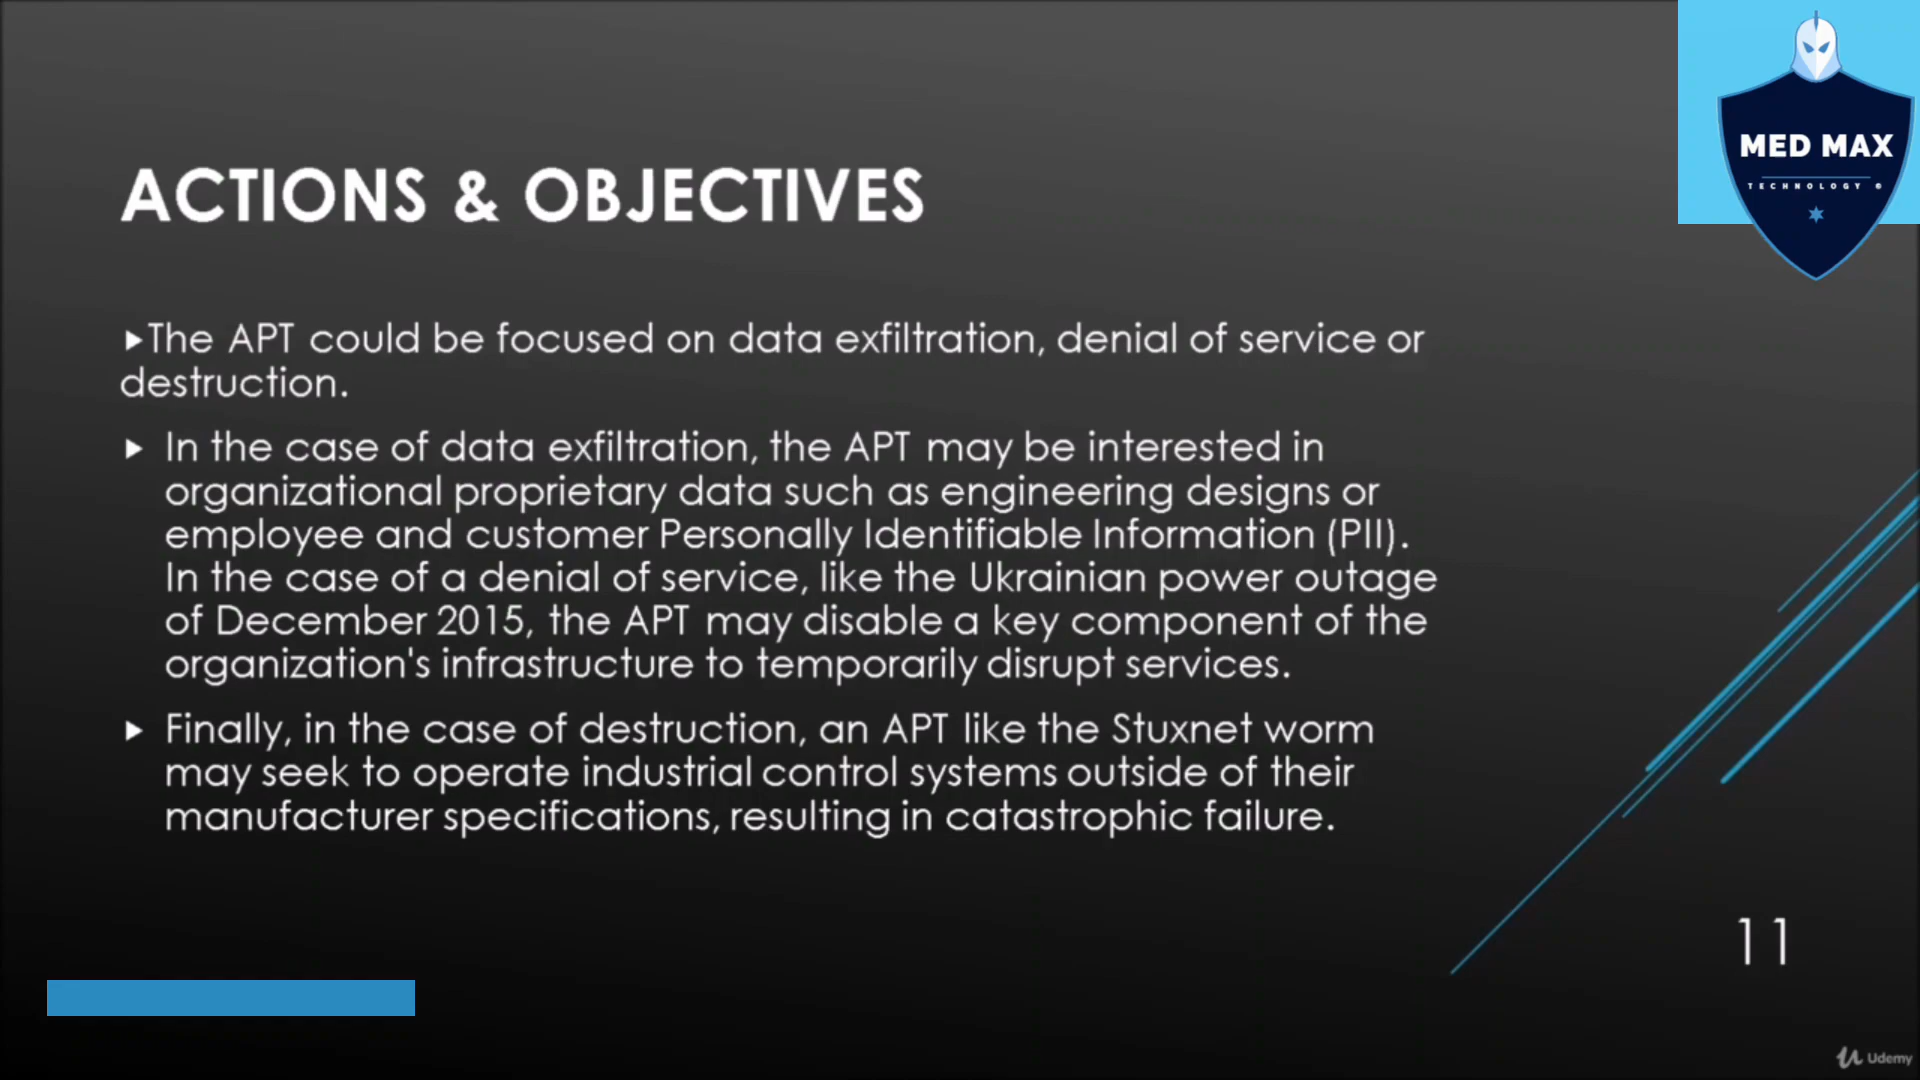 MED MAX
TECHNOLOGY ©
ACTIONS & OBJECTIVES
▶The APT could be focused on data exfiltration, denial of service or
destruction.
▶ In the case of data exfiltration, the APT may be interested in
organizational proprietary data such as engineering designs or
employee and customer Personally Identifiable Information (PII).
In the case of a denial of service, like the Ukrainian power outage
of December 2015, the APT may disable a key component of the
organization's infrastructure to temporarily disrupt services.
▶ Finally, in the case of destruction, an APT like the Stuxnet worm
may seek to operate industrial control systems outside of their
manufacturer specifications, resulting in catastrophic failure.
11
Udemy